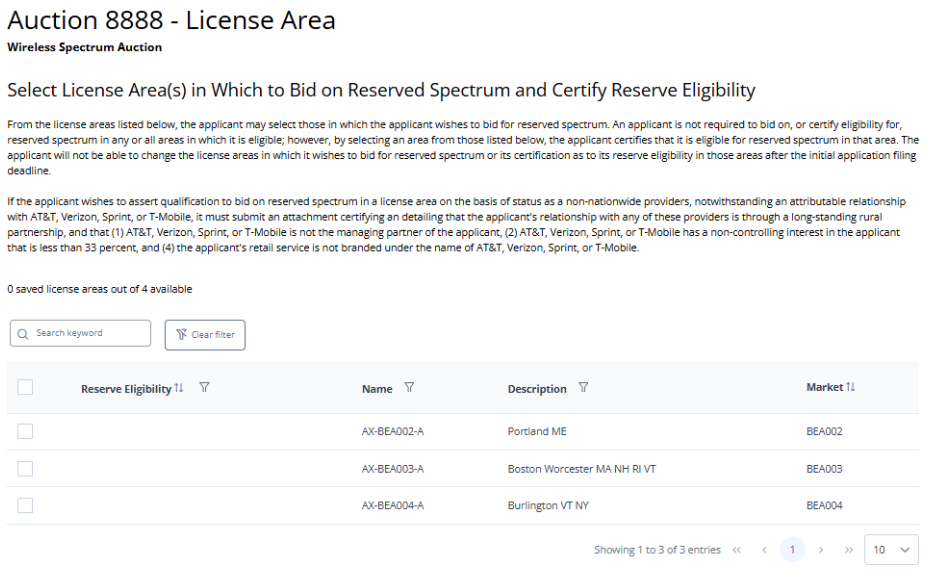 Auction 8888 - License Area
Wireless Spectrum Auction
Select License Area(s) in Which to Bid on Reserved Spectrum and Certify Reserve Eligibility
From the license areas listed below, the applicant may select those in which the applicant wishes to bid for reserved spectrum. An applicant is not required to bid on, or certify eligibility for,
reserved spectrum in any or all areas in which it is eligible; however, by selecting an area from those listed below, the applicant certifies that it is eligible for reserved spectrum in that area. The
applicant will not be able to change the license areas in which it wishes to bid for reserved spectrum or its certification as to its reserve eligibility in those areas after the initial application filing
deadline.
If the applicant wishes to assert qualification to bid on reserved spectrum in a license area on the basis of status as a non-nationwide providers, notwithstanding an attributable relationship
with AT&T, Verizon, Sprint, or T-Mobile, it must submit an attachment certifying an detailing that the applicant's relationship with any of these providers is through a long-standing rural
partnership, and that (1) AT&T, Verizon, Sprint, or T-Mobile is not the managing partner of the applicant, (2) AT&T, Verizon, Sprint, or T-Mobile has a non-controlling interest in the applicant
that is less than 33 percent, and (4) the applicant's retail service is not branded under the name of AT&T, Verizon, Sprint, or T-Mobile.
0 saved license areas out of 4 available
Search keyword Clear filter
Reserve Eligibility Name Description Market
AX-BEA002-A Portland ME BEA002
AX-BEA003-A Boston Worcester MA NH RI VT BEA003
AX-BEA004-A Burlington VT NY BEA004
Showing 1 to 3 of 3 entries « ‹ 1 › » 10